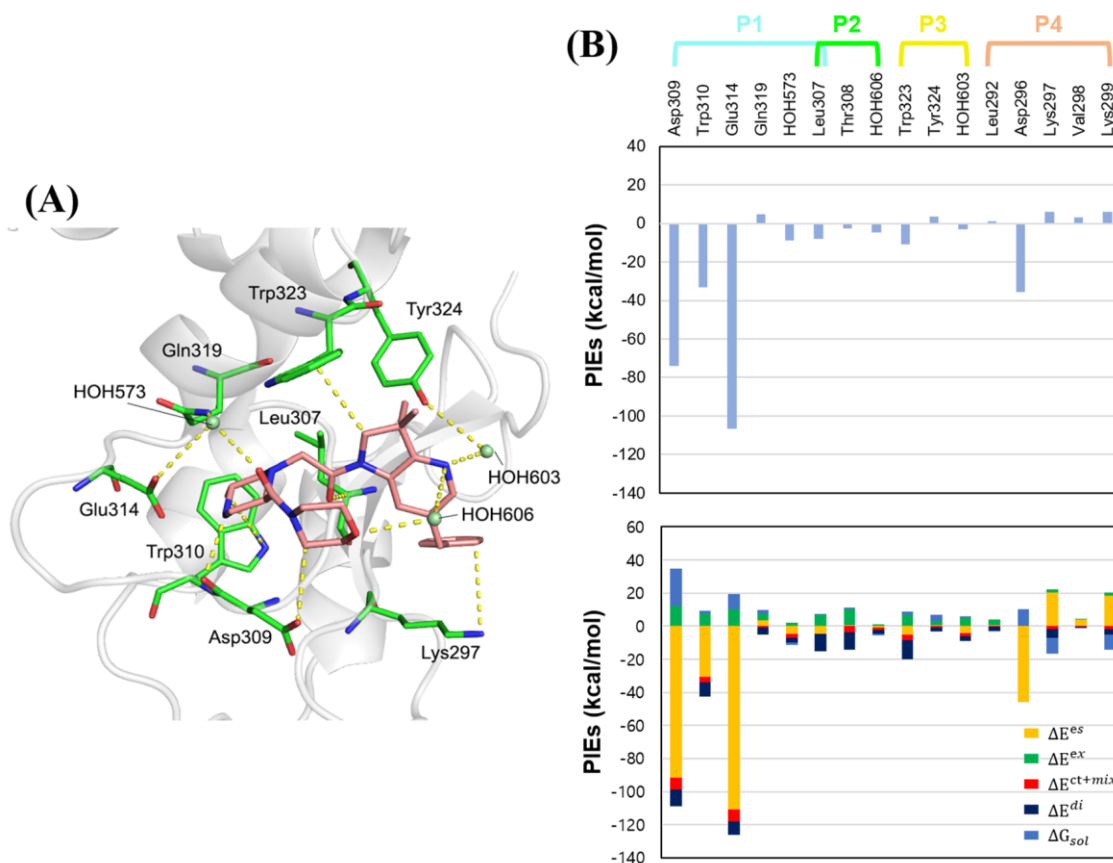 (A)
Trp323
Tyr324
Gln319
HOH573
Leu307
HOH603
Glu314
HOH606
Trp310
Asp309
Lys297
(B)
P1 P2 P3 P4
Asp309
Trp310
Glu314
Gln319
HOH573
Leu307
Thr308
HOH606
Trp323
Tyr324
HOH603
Leu292
Asp296
Lys297
Val298
Lys299
PIEs (kcal/mol)
40
20
0
-20
-40
-60
-80
-100
-120
-140
PIEs (kcal/mol)
60
40
20
0
-20
-40
-60
-80
-100
-120
-140
ΔE^es
ΔE^ex
ΔE^ct+mix
ΔE^di
ΔG_sol